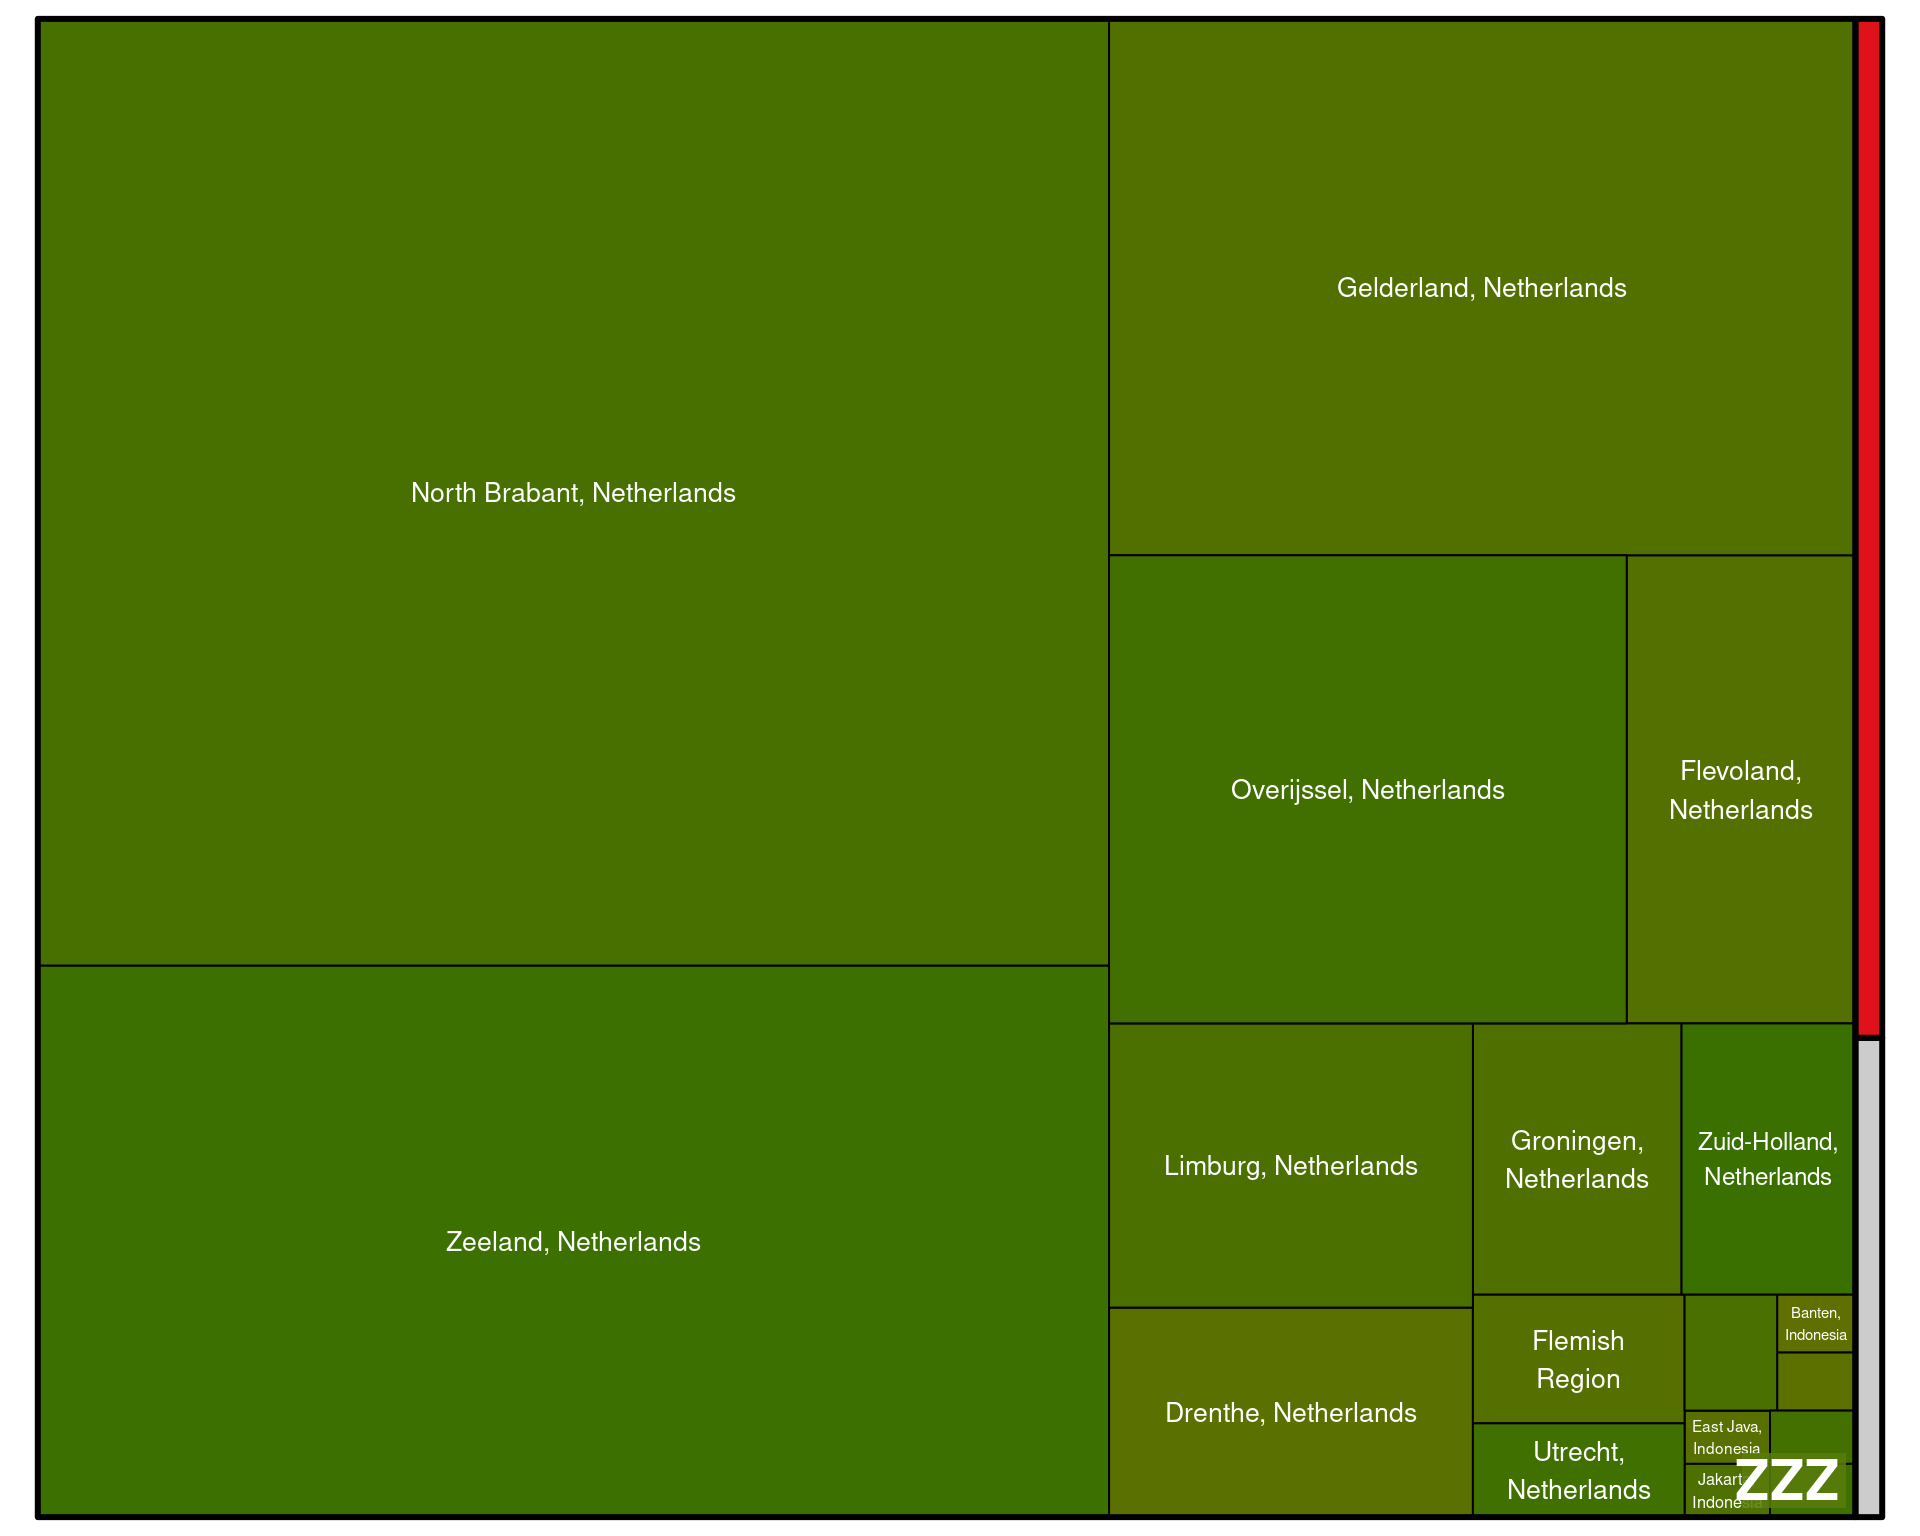 North Brabant, Netherlands
Gelderland, Netherlands
Overijssel, Netherlands
Flevoland,
Netherlands
Zeeland, Netherlands
Limburg, Netherlands
Groningen,
Netherlands
Zuid-Holland,
Netherlands
Drenthe, Netherlands
Flemish
Region
Utrecht,
Netherlands
Banten,
Indonesia
East Java,
Indonesia
ZZZ